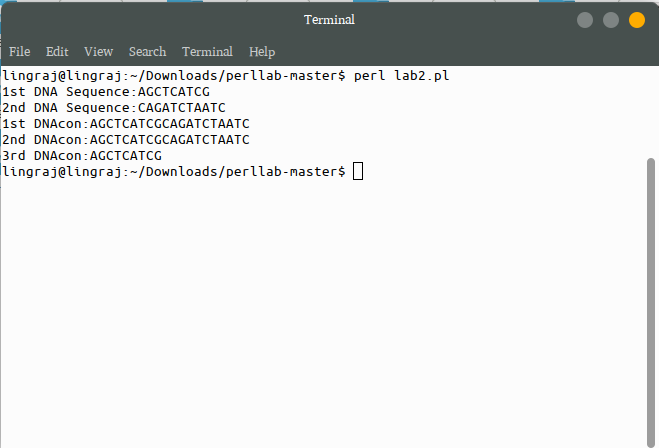 Terminal
File Edit View Search Terminal Help
lingraj@lingraj:~/Downloads/perllab-master$ perl lab2.pl
1st DNA Sequence:AGCTCATCG
2nd DNA Sequence:CAGATCTAATC
1st DNAcon:AGCTCATCGCAGATCTAATC
2nd DNAcon:AGCTCATCGCAGATCTAATC
3rd DNAcon:AGCTCATCG
lingraj@lingraj:~/Downloads/perllab-master$